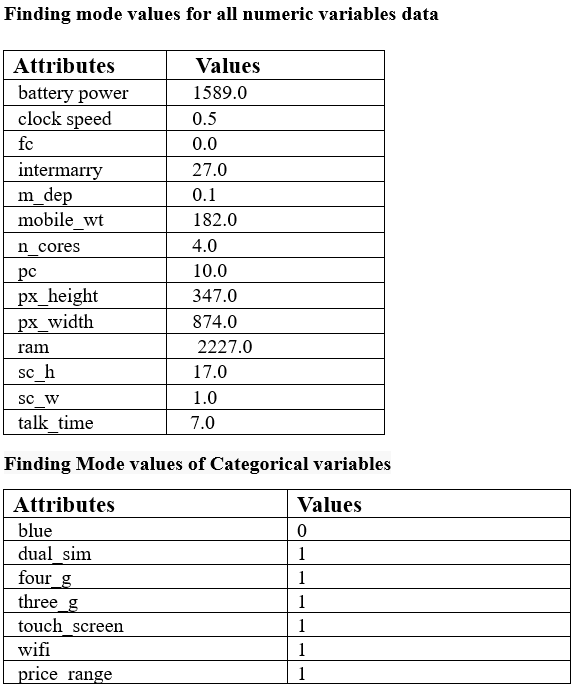 Finding mode values for all numeric variables data
Attributes Values
battery power 1589.0
clock speed 0.5
fc 0.0
intermarry 27.0
m_dep 0.1
mobile_wt 182.0
n_cores 4.0
pc 10.0
px_height 347.0
px_width 874.0
ram 2227.0
sc_h 17.0
sc_w 1.0
talk_time 7.0
Finding Mode values of Categorical variables
Attributes Values
blue 0
dual_sim 1
four_g 1
three_g 1
touch_screen 1
wifi 1
price_range 1